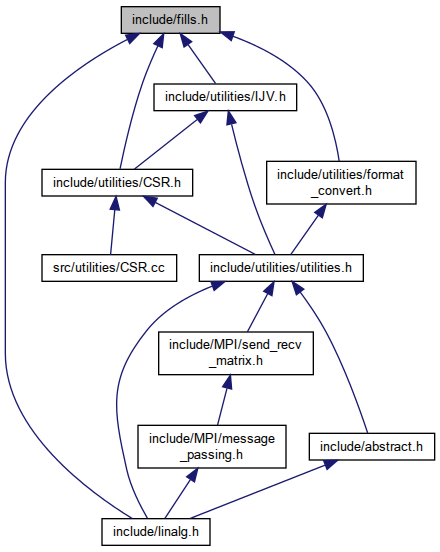 include/fills.h
include/utilities/IJV.h
include/utilities/CSR.h
include/utilities/format
_convert.h
src/utilities/CSR.cc
include/utilities/utilities.h
include/MPI/send_recv
_matrix.h
include/MPI/message
_passing.h
include/abstract.h
include/linalg.h